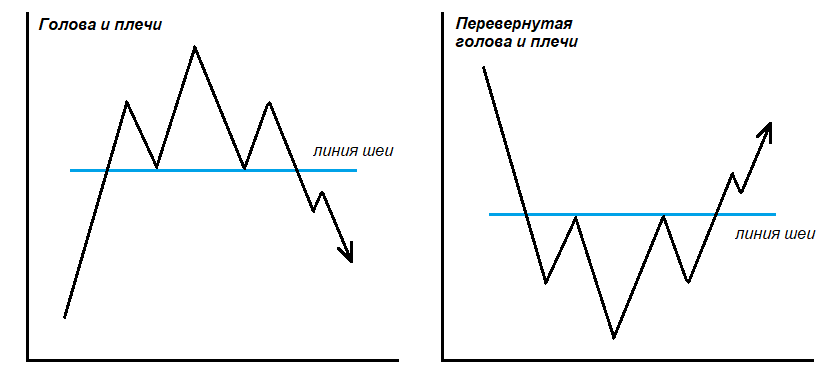 Голова и плечи
линия шеи
Перевернутая
голова и плечи
линия шеи